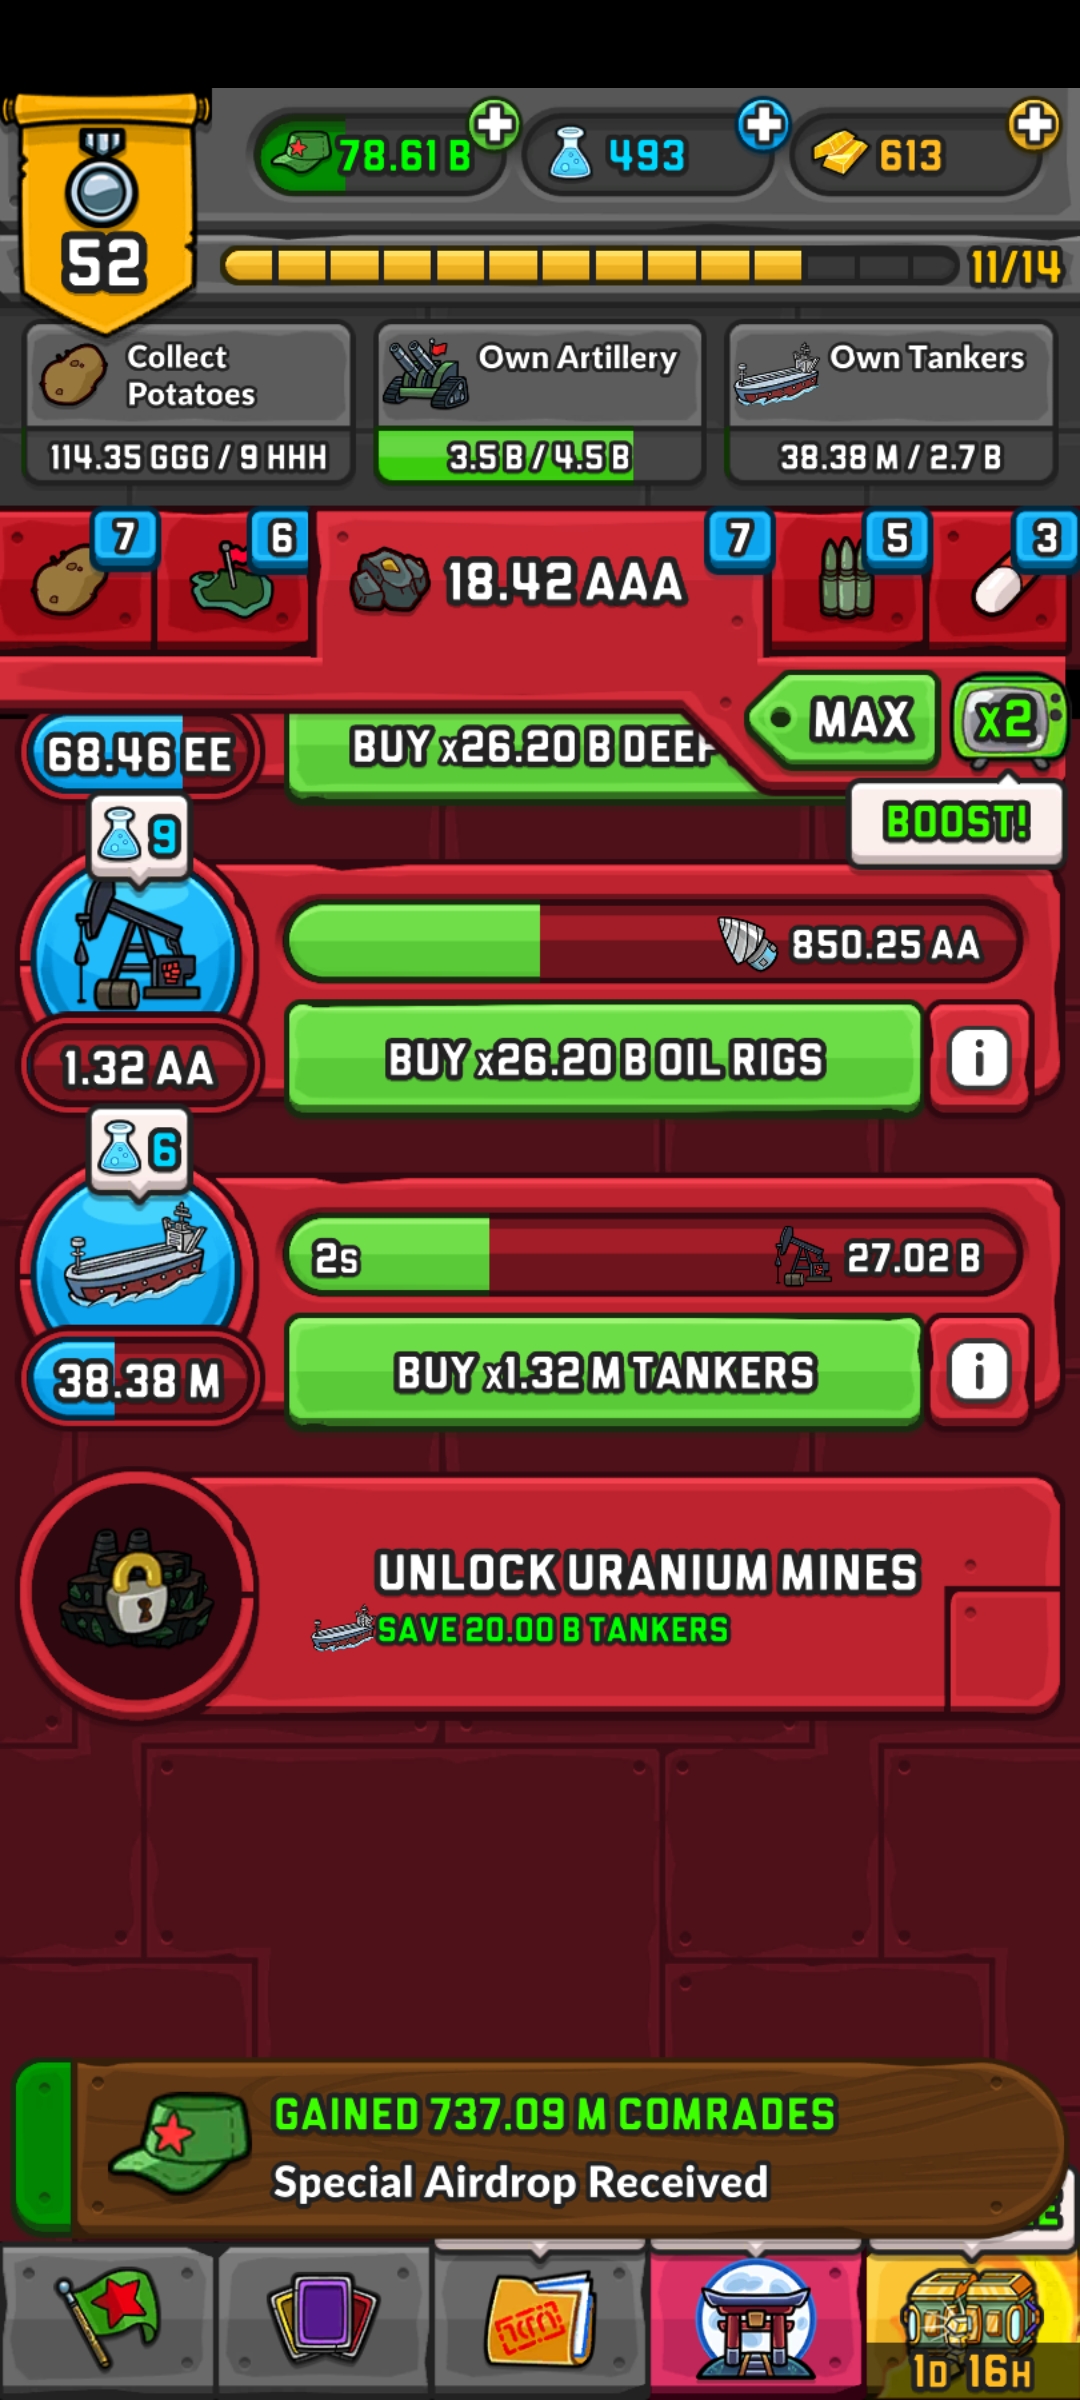 78.61 B
493
613
52
11/14
Collect
Potatoes
114.35 GGG / 9 HHH
Own Artillery
3.5 B / 4.5 B
Own Tankers
38.38 M / 2.7 B
7
6
18.42 AAA
7
5
3
MAX
x2
BOOST!
68.46 EE
BUY x26.20 B DEEP
9
850.25 AA
1.32 AA
BUY x26.20 B OIL RIGS
i
6
2s
27.02 B
38.38 M
BUY x1.32 M TANKERS
i
UNLOCK URANIUM MINES
SAVE 20.00 B TANKERS
GAINED 737.09 M COMRADES
Special Airdrop Received
1D 16H